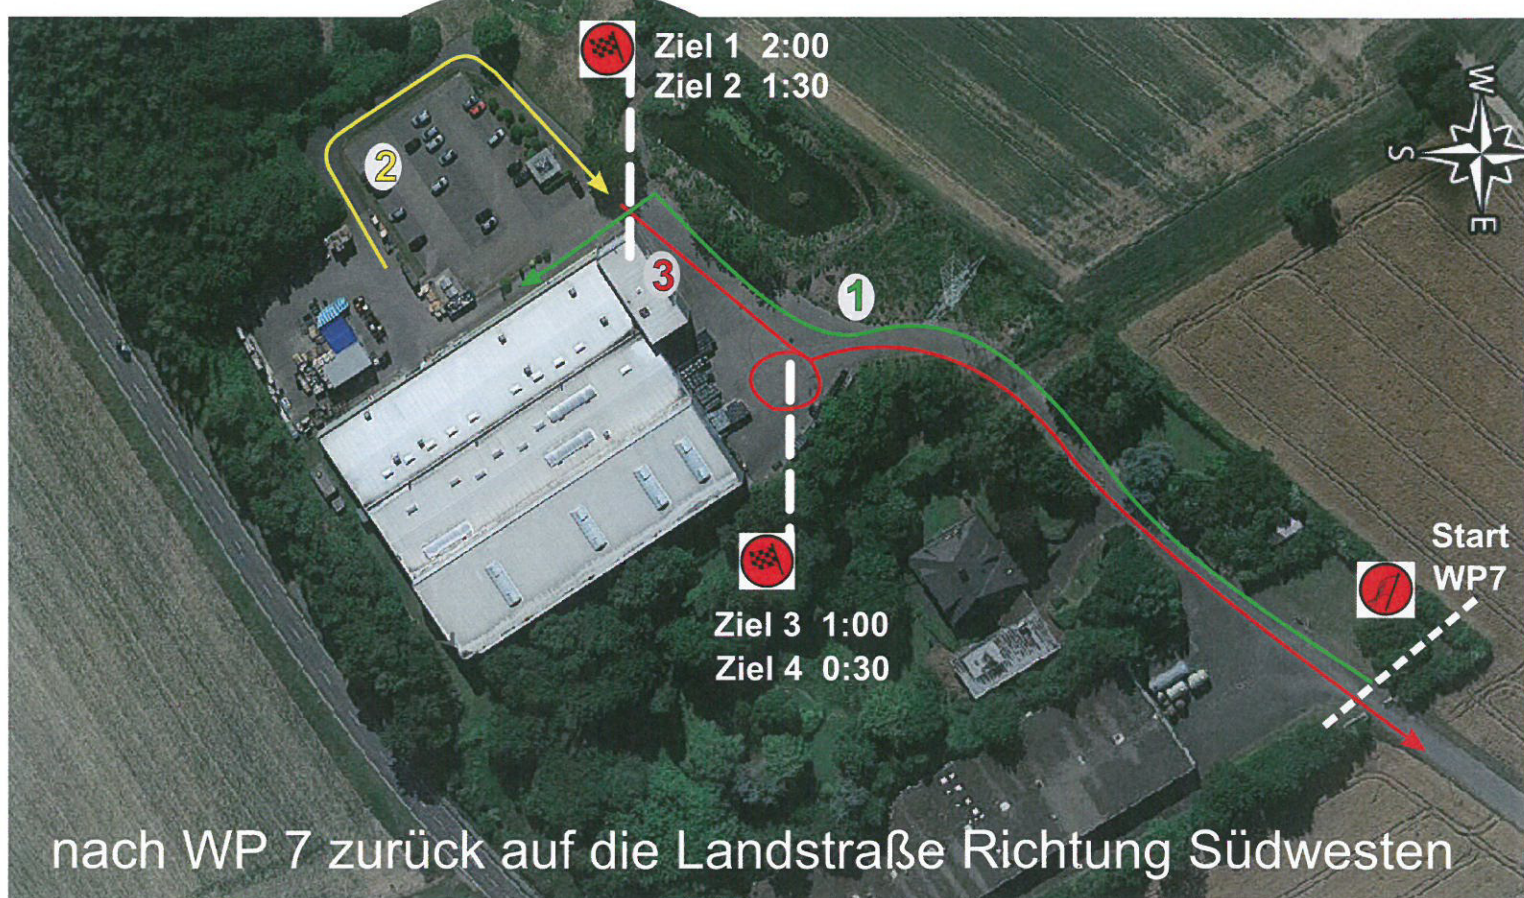 Ziel 1 2:00
Ziel 2 1:30
W
S
E
2
3
1
Start
WP7
Ziel 3 1:00
Ziel 4 0:30
nach WP 7 zurück auf die Landstraße Richtung Südwesten